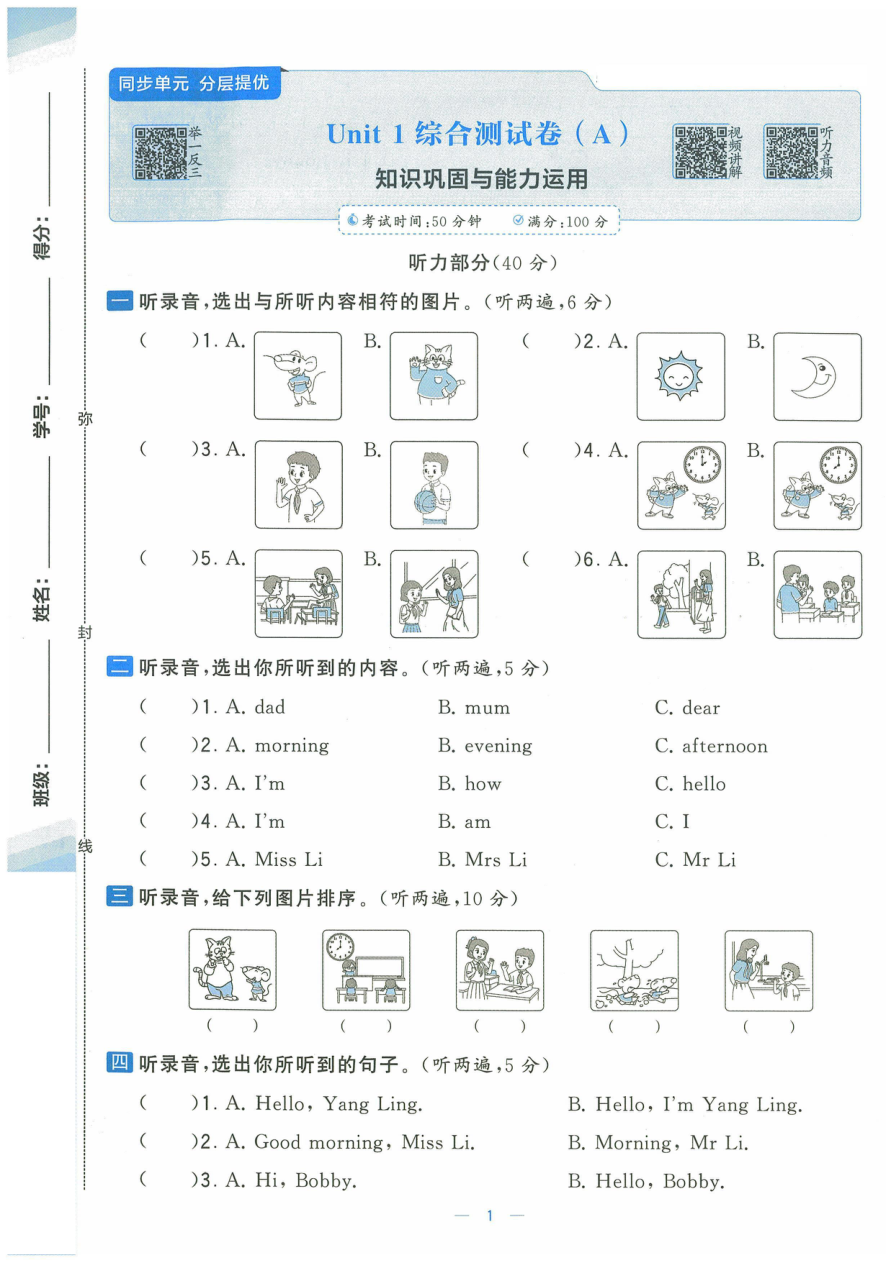 同步单元 分层提优
举一反三
Unit 1 综合测试卷（A）
知识巩固与能力运用
视频讲解
听力音频
考试时间:50 分钟 满分:100 分
听力部分(40 分)
一 听录音,选出与所听内容相符的图片。(听两遍,6 分)
( )1. A. B. ( )2. A. B.
( )3. A. B. ( )4. A. B.
( )5. A. B. ( )6. A. B.
二 听录音,选出你所听到的内容。(听两遍,5 分)
( )1. A. dad B. mum C. dear
( )2. A. morning B. evening C. afternoon
( )3. A. I'm B. how C. hello
( )4. A. I'm B. am C. I
( )5. A. Miss Li B. Mrs Li C. Mr Li
三 听录音,给下列图片排序。(听两遍,10 分)
( ) ( ) ( ) ( ) ( )
四 听录音,选出你所听到的句子。(听两遍,5 分)
( )1. A. Hello, Yang Ling. B. Hello, I'm Yang Ling.
( )2. A. Good morning, Miss Li. B. Morning, Mr Li.
( )3. A. Hi, Bobby. B. Hello, Bobby.
— 1 —
得分:
学号:
姓名:
班级:
弥
封
线